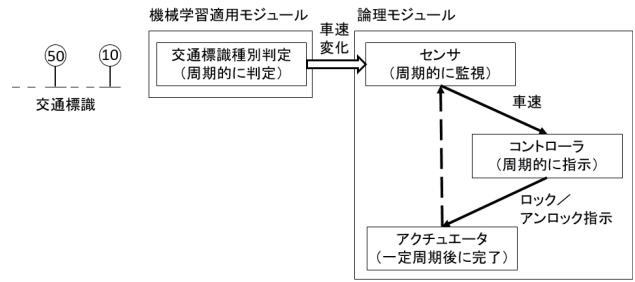 機械学習適用モジュール
車速
変化
論理モジュール
50
10
交通標識
交通標識種別判定
(周期的に判定)
センサ
(周期的に監視)
車速
コントローラ
(周期的に指示)
ロック/
アンロック指示
アクチュエータ
(一定周期後に完了)